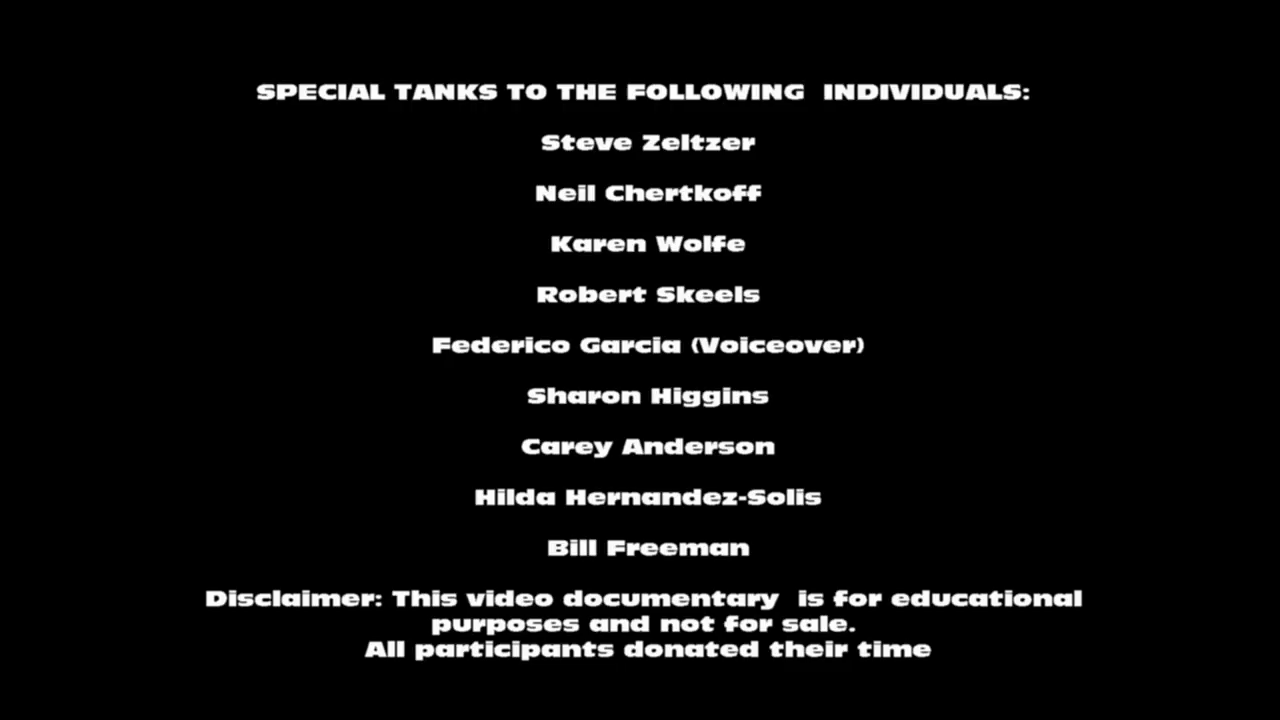 SPECIAL TANKS TO THE FOLLOWING  INDIVIDUALS:
Steve Zeltzer
Neil Chertkoff
Karen Wolfe
Robert Skeels
Federico Garcia (Voiceover)
Sharon Higgins
Carey Anderson
Hilda Hernandez-Solis
Bill Freeman
Disclaimer: This video documentary  is for educational
purposes and not for sale.
All participants donated their time